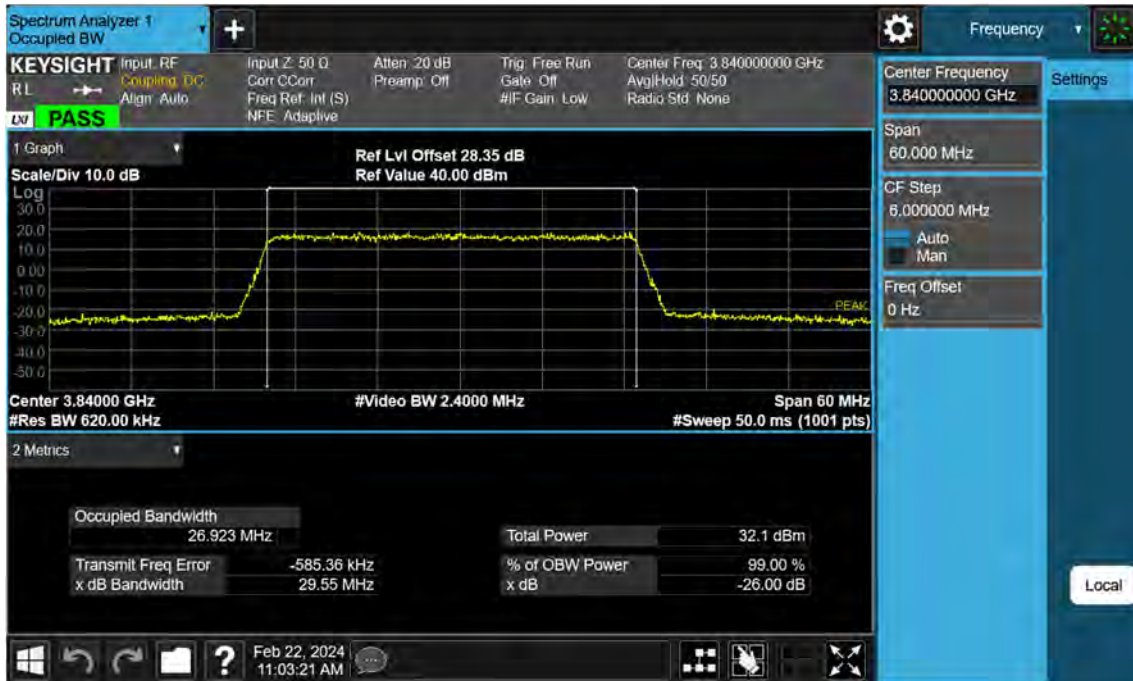 Spectrum Analyzer 1
Occupied BW
+
Frequency
KEYSIGHT
RL
LXI
PASS
Input: RF
Coupling: DC
Align: Auto
Input Z: 50 Ω
Corr CCorr
Freq Ref: Int (S)
NFE: Adaptive
Atten: 20 dB
Preamp: Off
Trig: Free Run
Gate: Off
#IF Gain: Low
Center Freq: 3.840000000 GHz
Avg|Hold: 50/50
Radio Std: None
1 Graph
Scale/Div 10.0 dB
Ref Lvl Offset 28.35 dB
Ref Value 40.00 dBm
Log
30.0
20.0
10.0
0.00
-10.0
-20.0
-30.0
-40.0
-50.0
PEAK
Center 3.84000 GHz
#Video BW 2.4000 MHz
Span 60 MHz
#Res BW 620.00 kHz
#Sweep 50.0 ms (1001 pts)
2 Metrics
Occupied Bandwidth
26.923 MHz
Total Power 32.1 dBm
Transmit Freq Error -585.36 kHz
% of OBW Power 99.00 %
x dB Bandwidth 29.55 MHz
x dB -26.00 dB
Center Frequency
3.840000000 GHz
Settings
Span
60.000 MHz
CF Step
6.000000 MHz
Auto
Man
Freq Offset
0 Hz
Local
?
Feb 22, 2024
11:03:21 AM